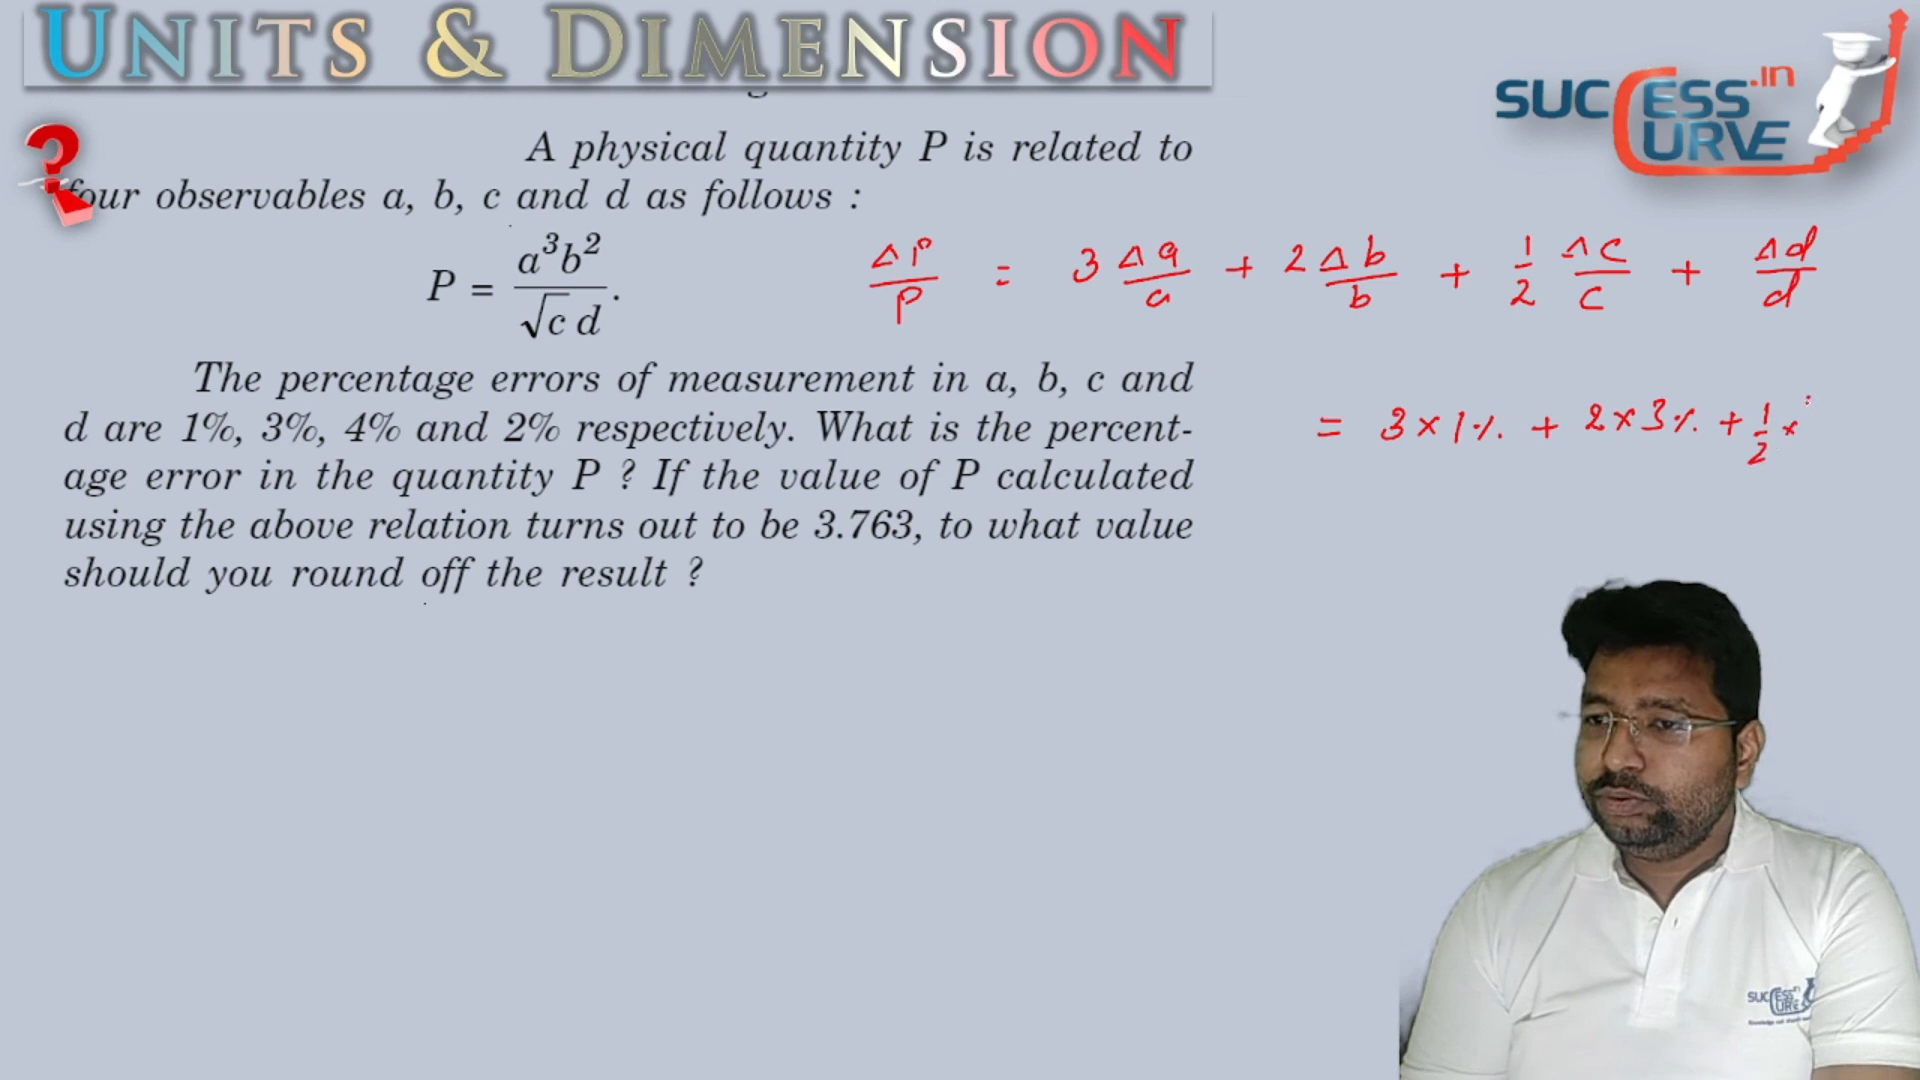 UNITS & DIMENSION
SUCCESS CURVE.in
A physical quantity P is related to
four observables a, b, c and d as follows :
P = a³b² / √c d.
ΔP/P = 3 Δa/a + 2 Δb/b + 1/2 Δc/c + Δd/d
The percentage errors of measurement in a, b, c and
d are 1%, 3%, 4% and 2% respectively. What is the percent-
age error in the quantity P ? If the value of P calculated
using the above relation turns out to be 3.763, to what value
should you round off the result ?
= 3 × 1% + 2 × 3% + 1/2 ×
SUCCESS CURVE